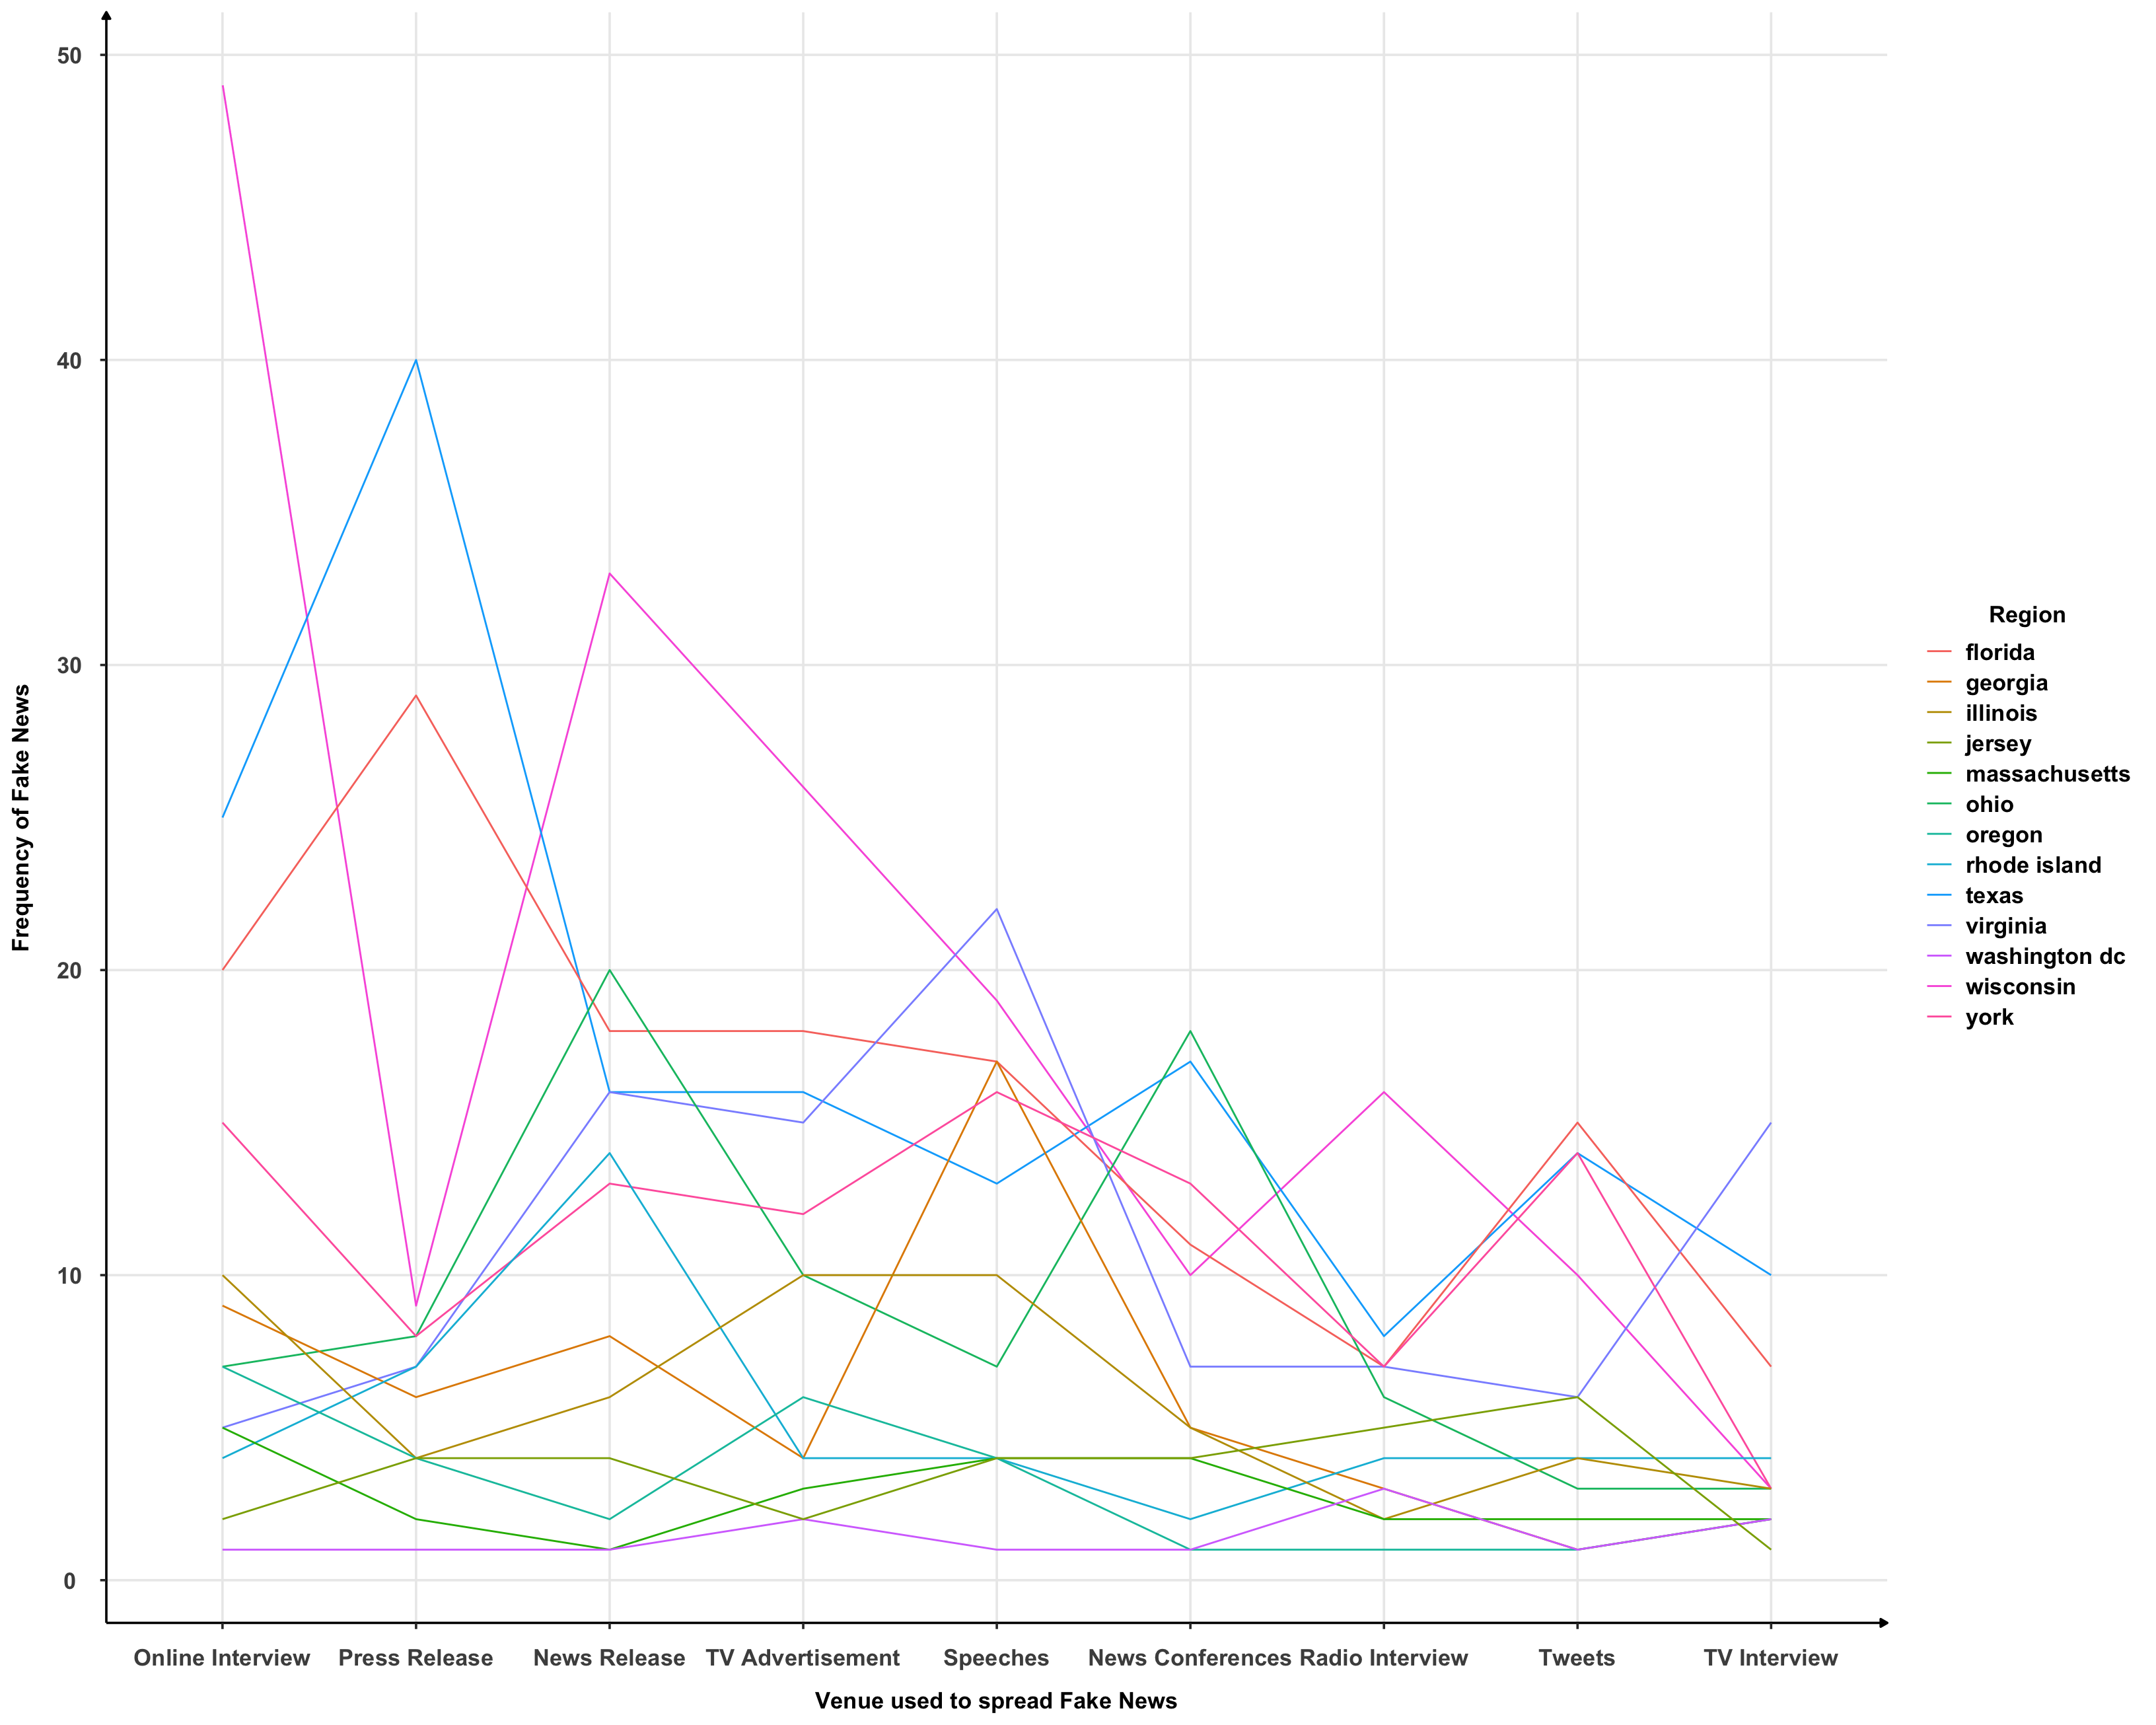 50
40
30
20
10
0
Frequency of Fake News
Online Interview Press Release News Release TV Advertisement Speeches News Conferences Radio Interview Tweets TV Interview
Venue used to spread Fake News
Region
florida
georgia
illinois
jersey
massachusetts
ohio
oregon
rhode island
texas
virginia
washington dc
wisconsin
york